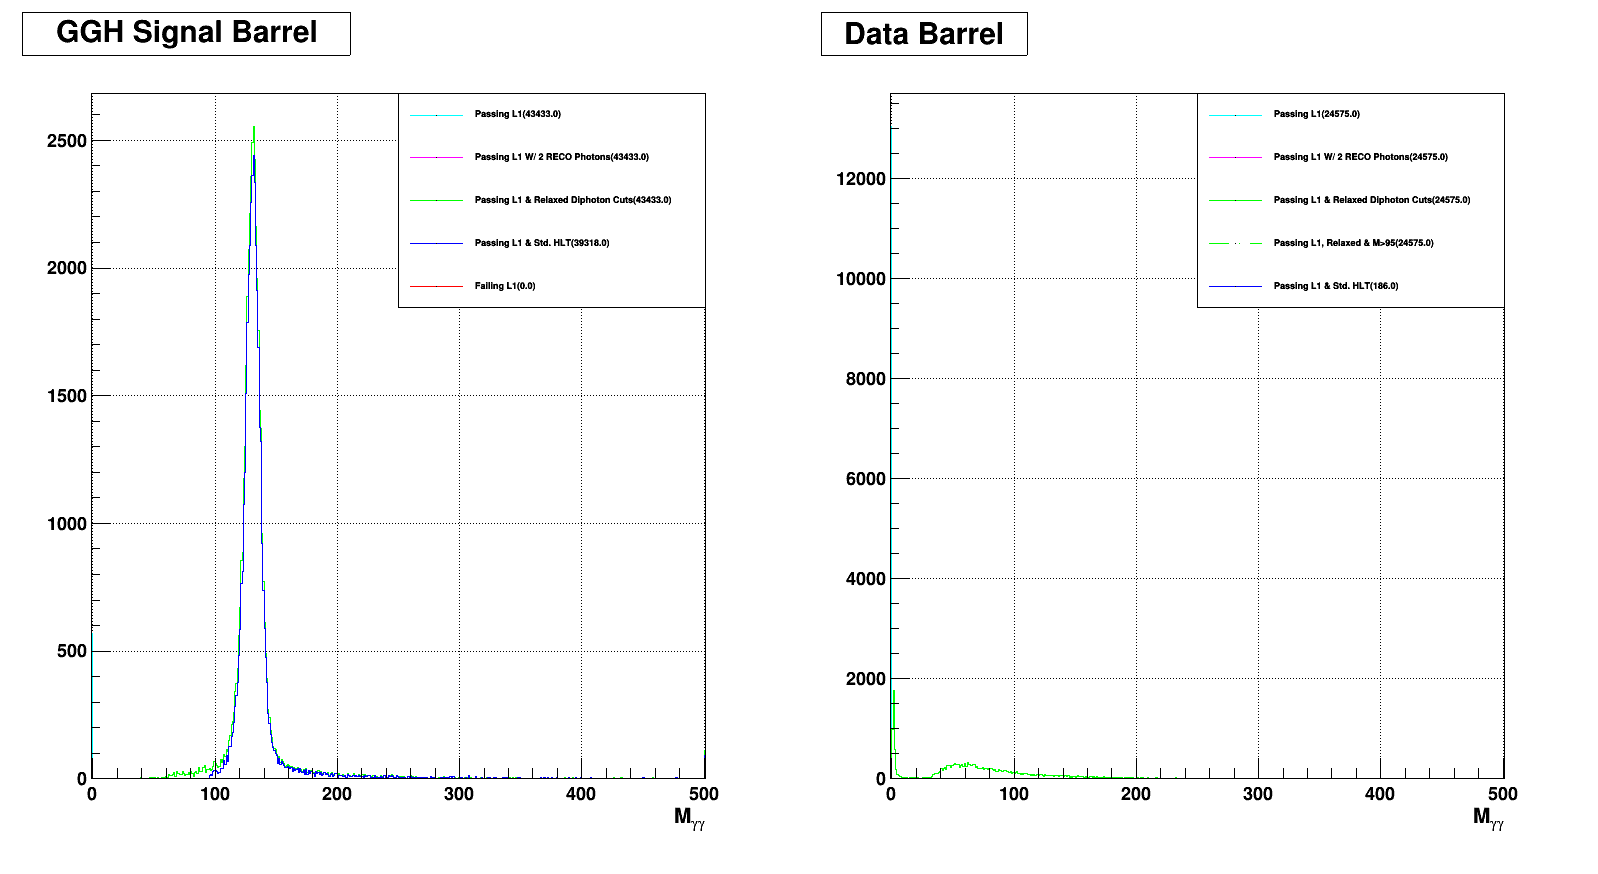 GGH Signal Barrel
Passing L1(43433.0)
Passing L1 W/ 2 RECO Photons(43433.0)
Passing L1 & Relaxed Diphoton Cuts(43433.0)
Passing L1 & Std. HLT(39318.0)
Failing L1(0.0)
2500
2000
1500
1000
500
0
0 100 200 300 400 500
Mγγ
Data Barrel
Passing L1(24575.0)
Passing L1 W/ 2 RECO Photons(24575.0)
Passing L1 & Relaxed Diphoton Cuts(24575.0)
Passing L1, Relaxed & M>95(24575.0)
Passing L1 & Std. HLT(186.0)
12000
10000
8000
6000
4000
2000
0
0 100 200 300 400 500
Mγγ